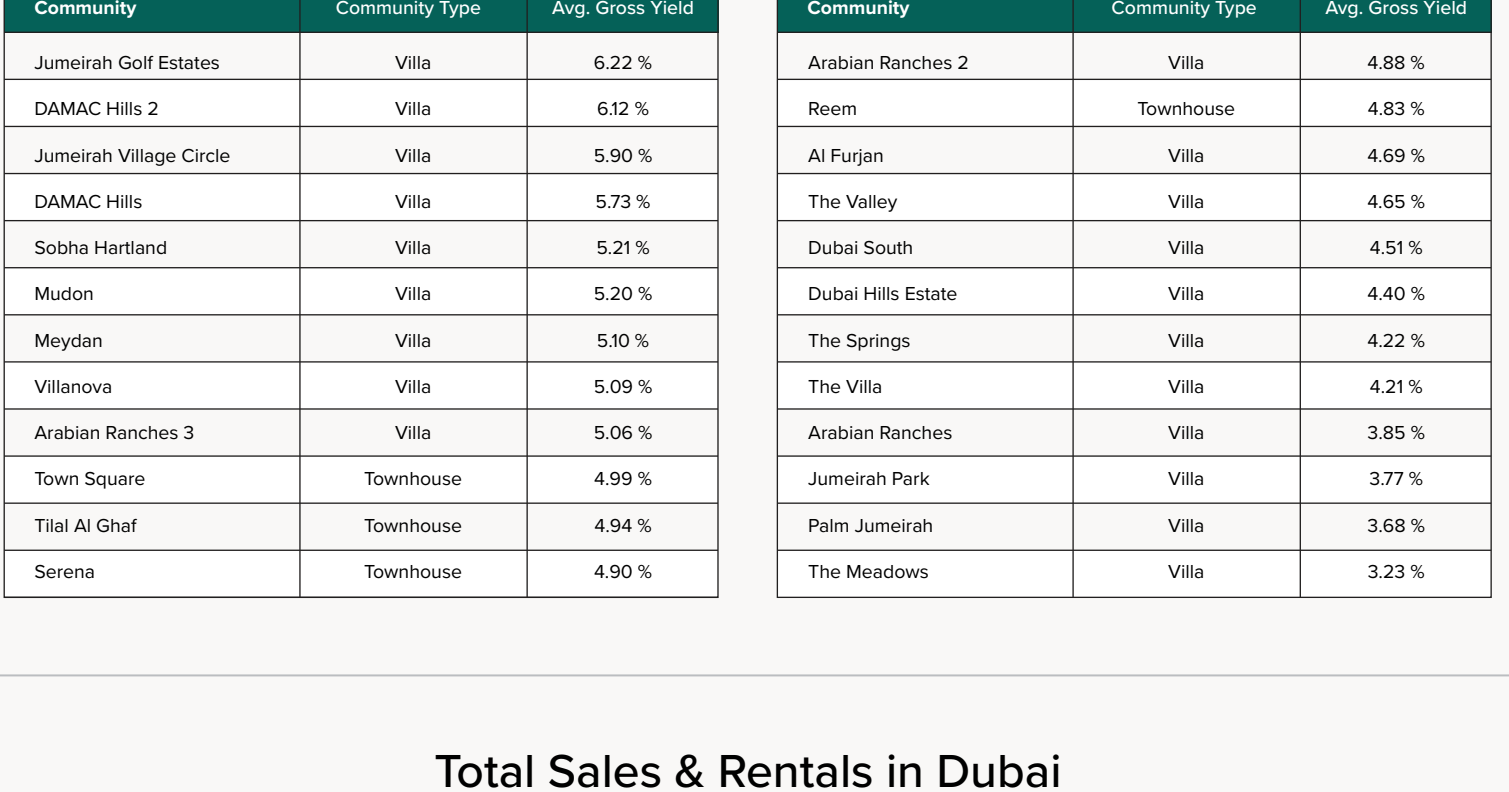 Community Community Type Avg. Gross Yield
Jumeirah Golf Estates Villa 6.22 %
DAMAC Hills 2 Villa 6.12 %
Jumeirah Village Circle Villa 5.90 %
DAMAC Hills Villa 5.73 %
Sobha Hartland Villa 5.21 %
Mudon Villa 5.20 %
Meydan Villa 5.10 %
Villanova Villa 5.09 %
Arabian Ranches 3 Villa 5.06 %
Town Square Townhouse 4.99 %
Tilal Al Ghaf Townhouse 4.94 %
Serena Townhouse 4.90 %
Community Community Type Avg. Gross Yield
Arabian Ranches 2 Villa 4.88 %
Reem Townhouse 4.83 %
Al Furjan Villa 4.69 %
The Valley Villa 4.65 %
Dubai South Villa 4.51 %
Dubai Hills Estate Villa 4.40 %
The Springs Villa 4.22 %
The Villa Villa 4.21 %
Arabian Ranches Villa 3.85 %
Jumeirah Park Villa 3.77 %
Palm Jumeirah Villa 3.68 %
The Meadows Villa 3.23 %
Total Sales & Rentals in Dubai